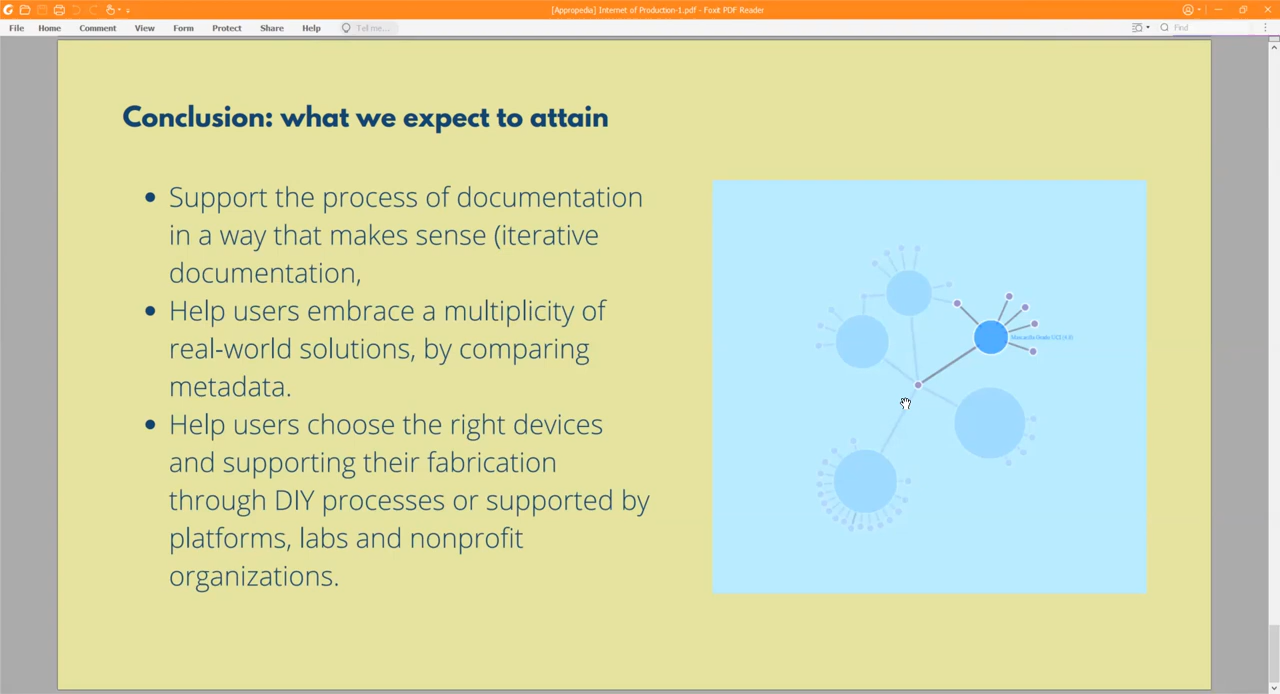 [Appropedia] Internet of Production-1.pdf - Foxit PDF Reader
File Home Comment View Form Protect Share Help Tell me... Find
Conclusion: what we expect to attain
• Support the process of documentation
in a way that makes sense (iterative
documentation,
• Help users embrace a multiplicity of
real-world solutions, by comparing
metadata.
• Help users choose the right devices
and supporting their fabrication
through DIY processes or supported by
platforms, labs and nonprofit
organizations.